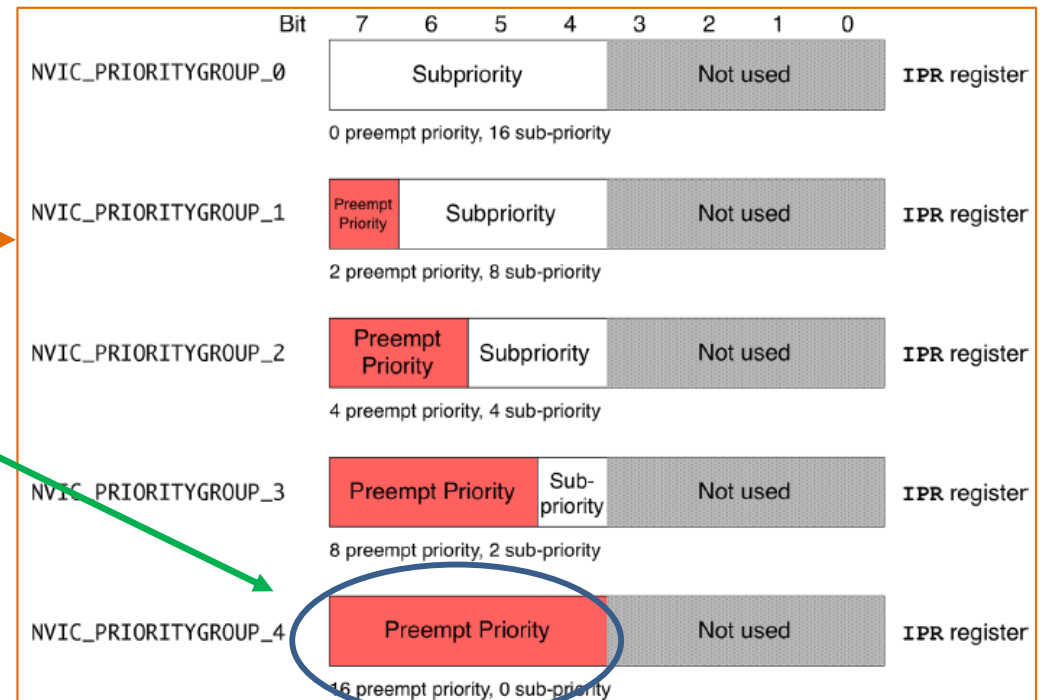 Bit 7 6 5 4 3 2 1 0
NVIC_PRIORITYGROUP_0 Subpriority Not used IPR register
0 preempt priority, 16 sub-priority
NVIC_PRIORITYGROUP_1 Preempt Priority Subpriority Not used IPR register
2 preempt priority, 8 sub-priority
NVIC_PRIORITYGROUP_2 Preempt Priority Subpriority Not used IPR register
4 preempt priority, 4 sub-priority
NVIC_PRIORITYGROUP_3 Preempt Priority Sub-priority Not used IPR register
8 preempt priority, 2 sub-priority
NVIC_PRIORITYGROUP_4 Preempt Priority Not used IPR register
16 preempt priority, 0 sub-priority